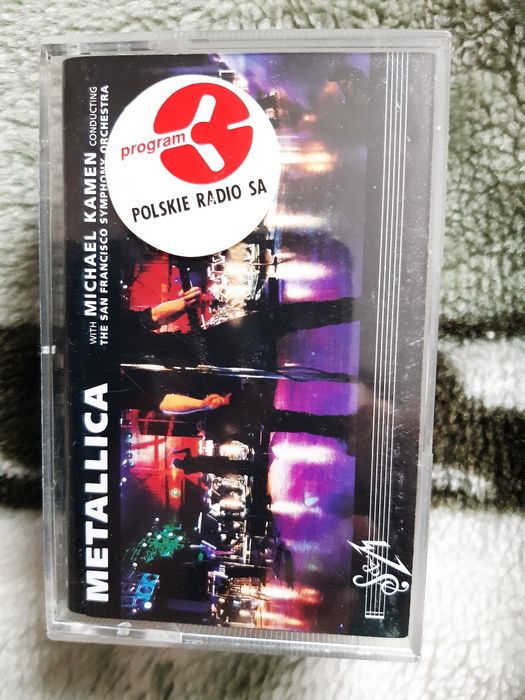 program
POLSKIE RADIO SA
METALLICA
WITH MICHAEL KAMEN CONDUCTING
THE SAN FRANCISCO SYMPHONY ORCHESTRA
S&M